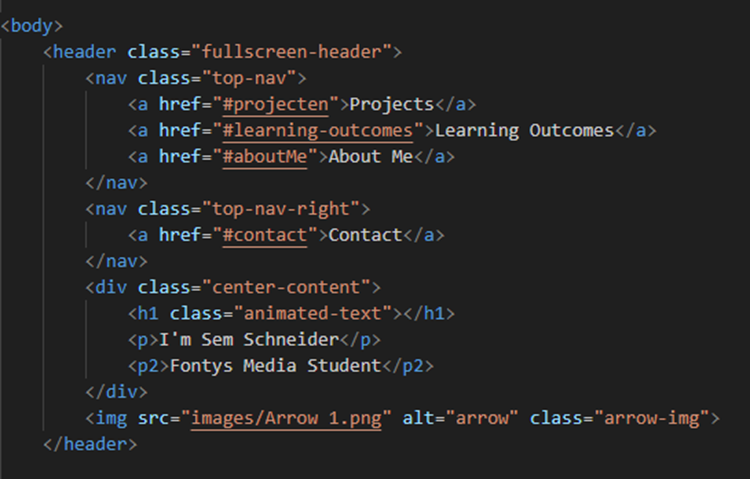 <body>
<header class="fullscreen-header">
<nav class="top-nav">
<a href="#projecten">Projects</a>
<a href="#learning-outcomes">Learning Outcomes</a>
<a href="#aboutMe">About Me</a>
</nav>
<nav class="top-nav-right">
<a href="#contact">Contact</a>
</nav>
<div class="center-content">
<h1 class="animated-text"></h1>
<p>I'm Sem Schneider</p>
<p2>Fontys Media Student</p2>
</div>
<img src="images/Arrow 1.png" alt="arrow" class="arrow-img">
</header>